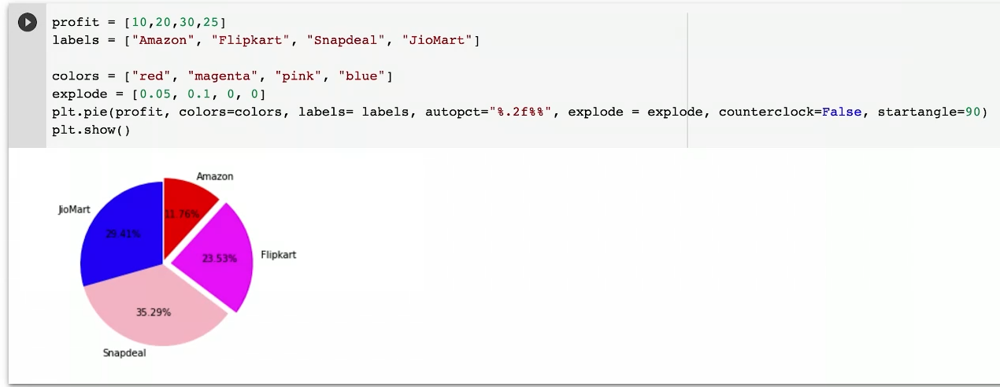 profit = [10,20,30,25]
labels = ["Amazon", "Flipkart", "Snapdeal", "JioMart"]
colors = ["red", "magenta", "pink", "blue"]
explode = [0.05, 0.1, 0, 0]
plt.pie(profit, colors=colors, labels= labels, autopct="%.2f%%", explode = explode, counterclock=False, startangle=90)
plt.show()
Amazon
JioMart
11.76%
29.41%
Flipkart
23.53%
35.29%
Snapdeal